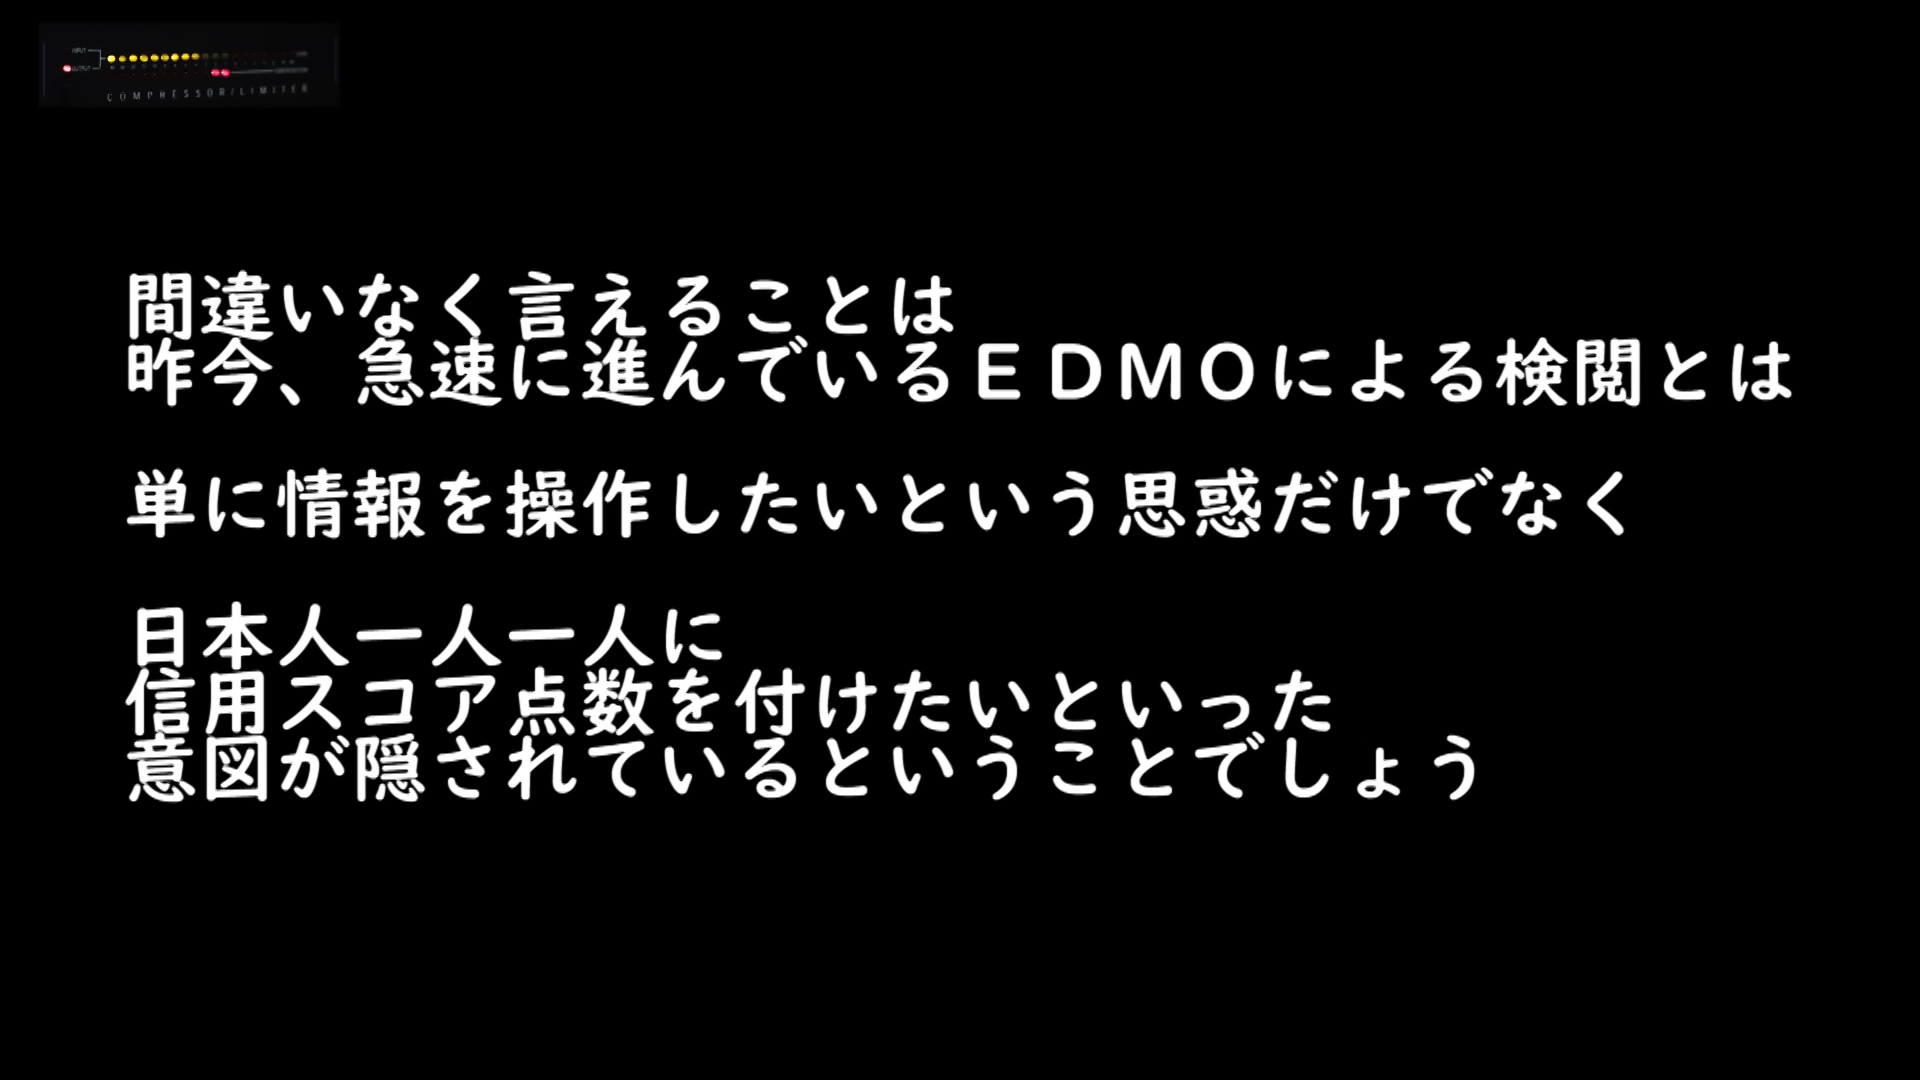 INPUT
OUTPUT
COMPRESSOR/LIMITER
間違いなく言えることは
昨今、急速に進んでいるＥＤＭＯによる検閲とは
単に情報を操作したいという思惑だけでなく
日本人一人一人に
信用スコア点数を付けたいといった
意図が隠されているということでしょう